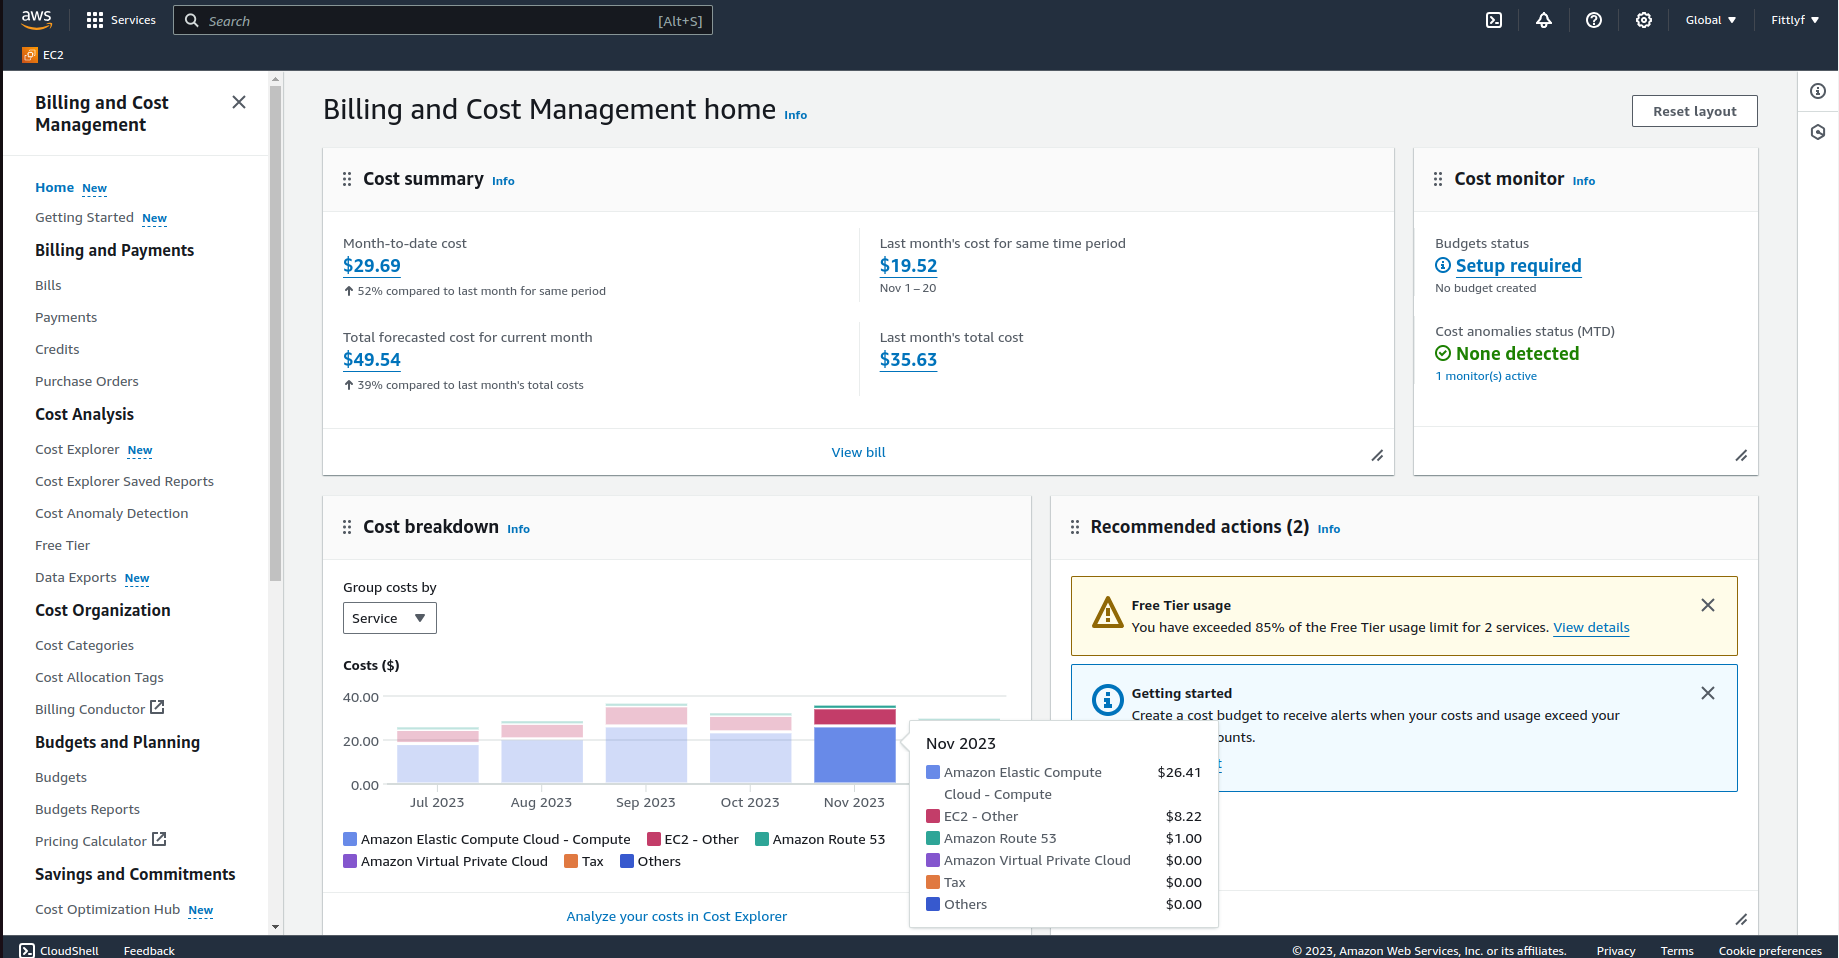 aws
Services
Search
[Alt+S]
Global
Fittlyf
EC2
Billing and Cost
Management
Home New
Getting Started New
Billing and Payments
Bills
Payments
Credits
Purchase Orders
Cost Analysis
Cost Explorer New
Cost Explorer Saved Reports
Cost Anomaly Detection
Free Tier
Data Exports New
Cost Organization
Cost Categories
Cost Allocation Tags
Billing Conductor
Budgets and Planning
Budgets
Budgets Reports
Pricing Calculator
Savings and Commitments
Cost Optimization Hub New
Billing and Cost Management home Info
Reset layout
Cost summary Info
Month-to-date cost
$29.69
52% compared to last month for same period
Last month's cost for same time period
$19.52
Nov 1 – 20
Total forecasted cost for current month
$49.54
39% compared to last month's total costs
Last month's total cost
$35.63
View bill
Cost monitor Info
Budgets status
Setup required
No budget created
Cost anomalies status (MTD)
None detected
1 monitor(s) active
Cost breakdown Info
Group costs by
Service
Costs ($)
40.00
20.00
0.00
Jul 2023
Aug 2023
Sep 2023
Oct 2023
Nov 2023
Amazon Elastic Compute Cloud - Compute
EC2 - Other
Amazon Route 53
Amazon Virtual Private Cloud
Tax
Others
Analyze your costs in Cost Explorer
Nov 2023
Amazon Elastic Compute $26.41
Cloud - Compute
EC2 - Other $8.22
Amazon Route 53 $1.00
Amazon Virtual Private Cloud $0.00
Tax $0.00
Others $0.00
Recommended actions (2) Info
Free Tier usage
You have exceeded 85% of the Free Tier usage limit for 2 services. View details
Getting started
Create a cost budget to receive alerts when your costs and usage exceed your
ounts.
CloudShell
Feedback
© 2023, Amazon Web Services, Inc. or its affiliates.
Privacy
Terms
Cookie preferences